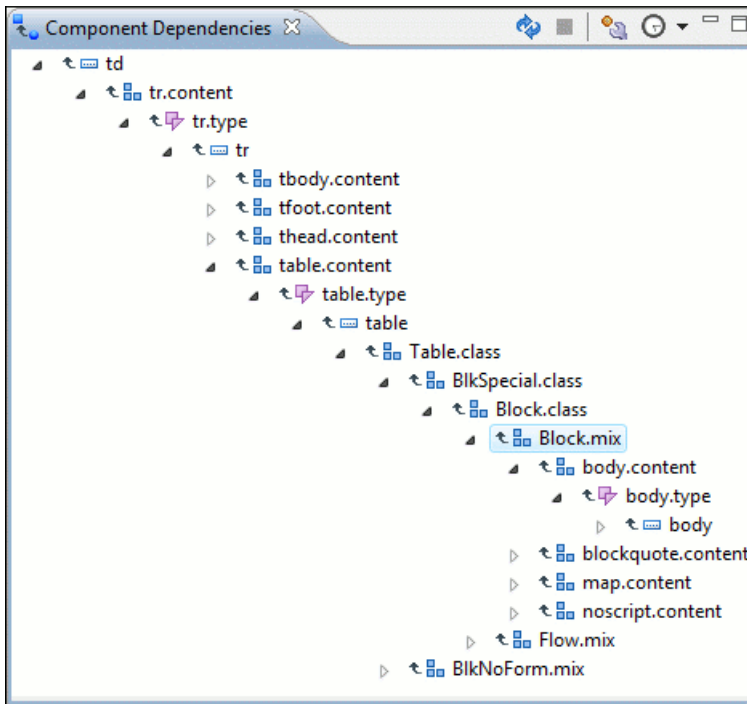 Component Dependencies
td
tr.content
tr.type
tr
tbody.content
tfoot.content
thead.content
table.content
table.type
table
Table.class
BlkSpecial.class
Block.class
Block.mix
body.content
body.type
body
blockquote.content
map.content
noscript.content
Flow.mix
BlkNoForm.mix